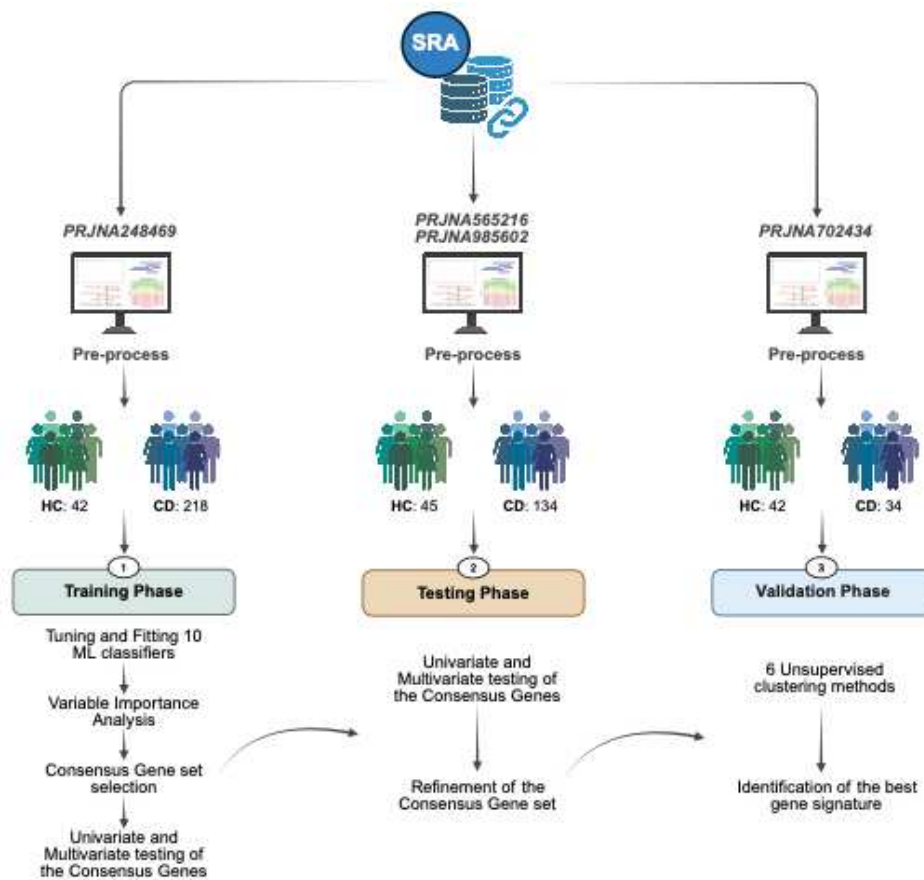 SRA
PRJNA248469
Pre-process
HC: 42 CD: 218
1
Training Phase
Tuning and Fitting 10
ML classifiers
Variable Importance
Analysis
Consensus Gene set
selection
Univariate and
Multivariate testing of
the Consensus Genes
PRJNA565216
PRJNA985602
Pre-process
HC: 45 CD: 134
2
Testing Phase
Univariate and
Multivariate testing of
the Consensus Genes
Refinement of the
Consensus Gene set
PRJNA702434
Pre-process
HC: 42 CD: 34
3
Validation Phase
6 Unsupervised
clustering methods
Identification of the best
gene signature